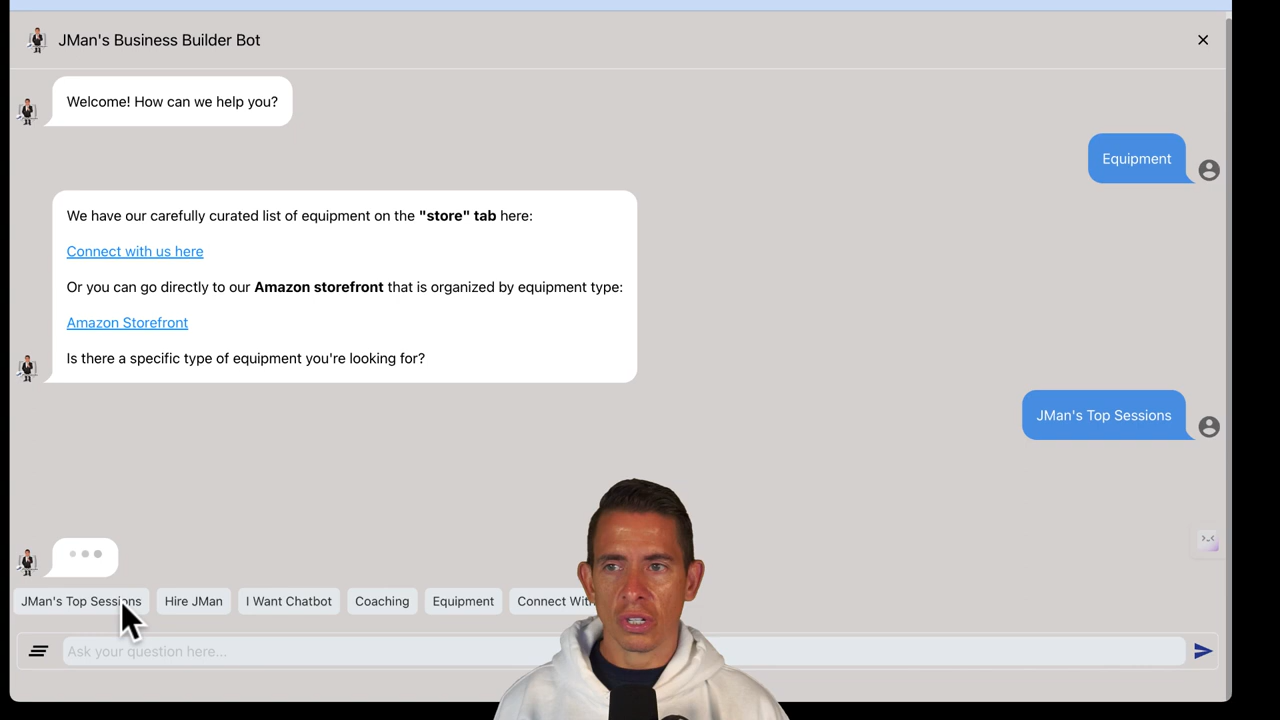 JMan's Business Builder Bot
Welcome! How can we help you?
Equipment
We have our carefully curated list of equipment on the "store" tab here:
Connect with us here
Or you can go directly to our Amazon storefront that is organized by equipment type:
Amazon Storefront
Is there a specific type of equipment you're looking for?
JMan's Top Sessions
JMan's Top Sessions Hire JMan I Want Chatbot Coaching Equipment Connect
Ask your question here...